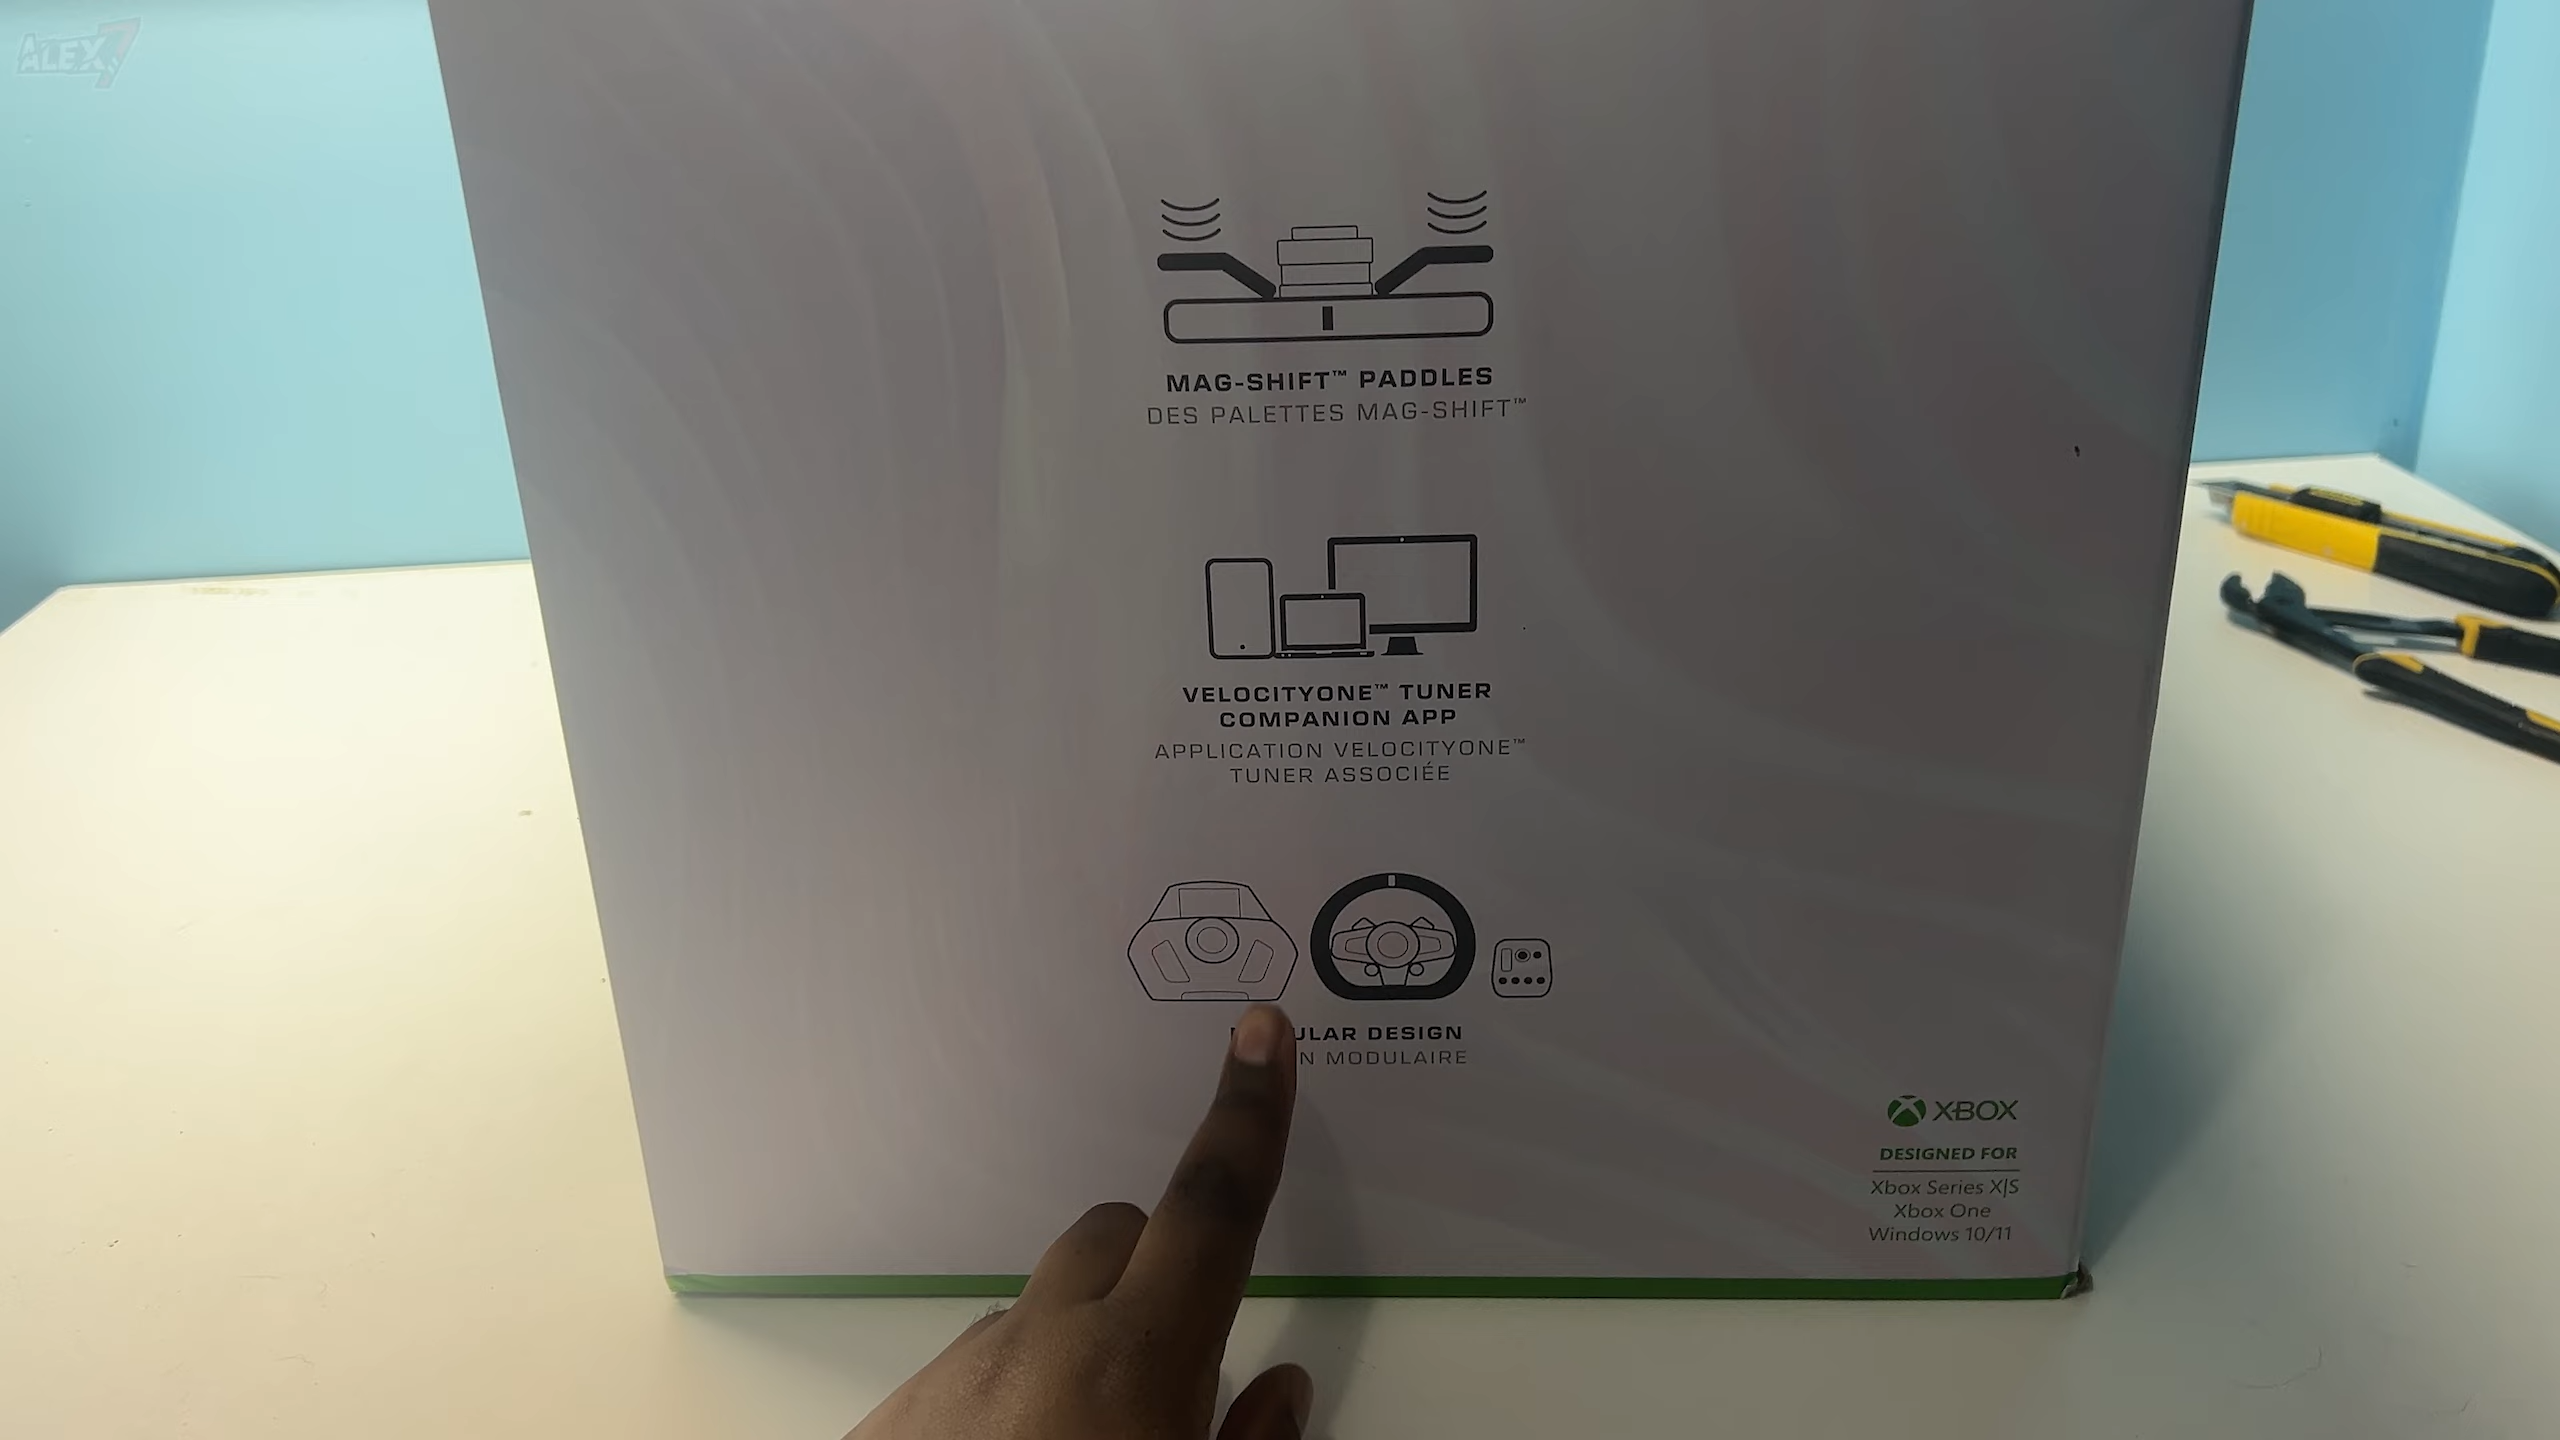 ALEX7
MAG-SHIFT™ PADDLES
DES PALETTES MAG-SHIFT™
VELOCITYONE™ TUNER
COMPANION APP
APPLICATION VELOCITYONE™
TUNER ASSOCIÉE
DESIGN
MODULAIRE
XBOX
DESIGNED FOR
Xbox Series X|S
Xbox One
Windows 10/11